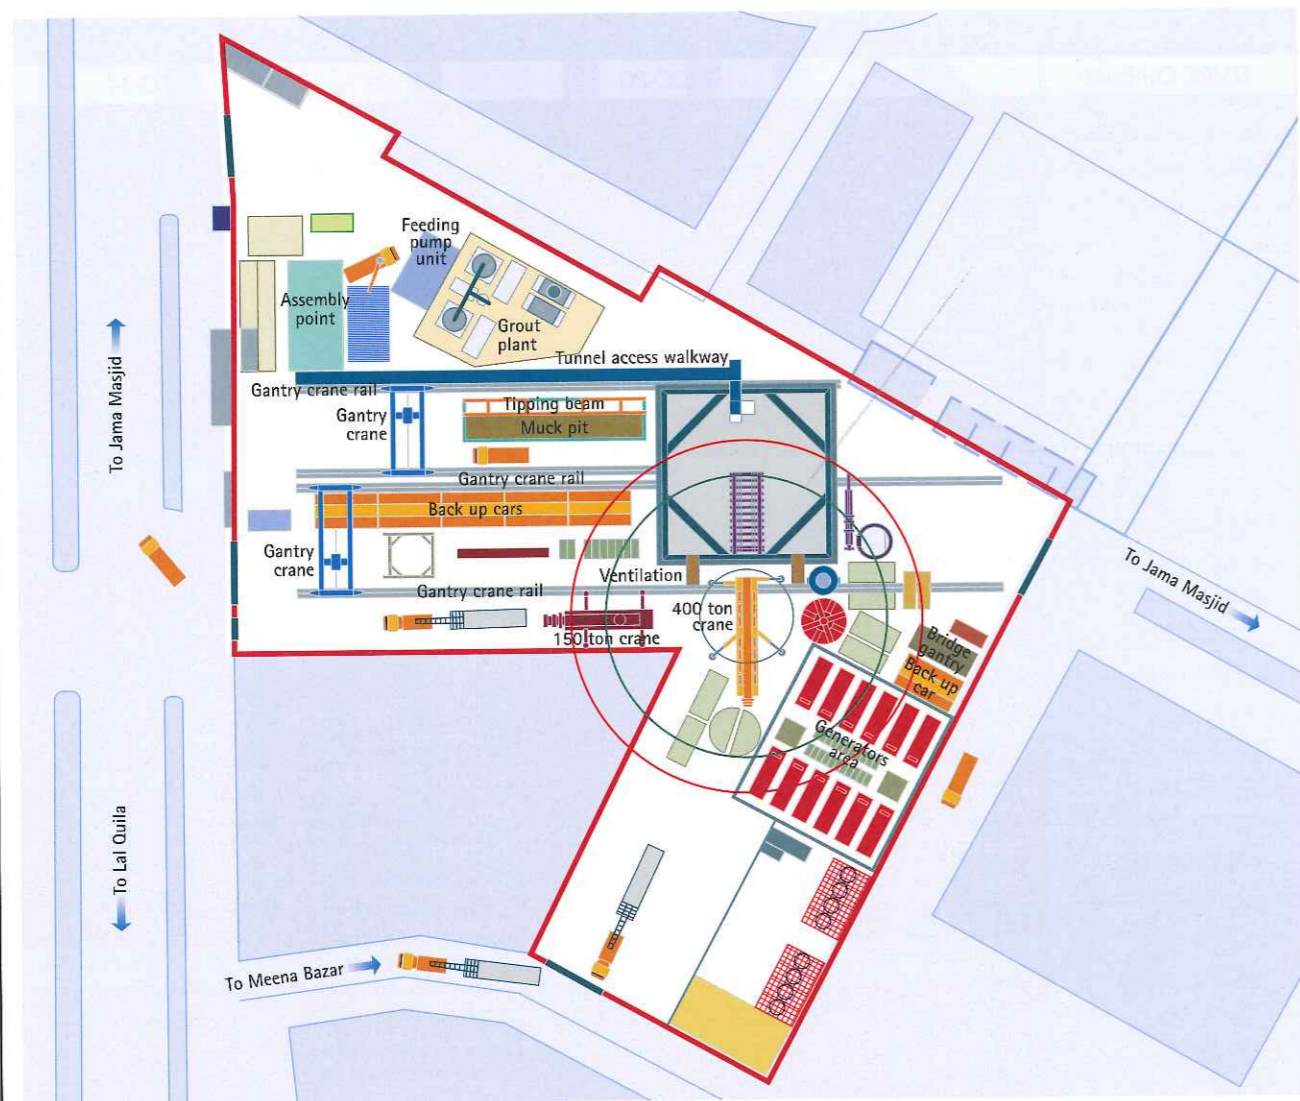 Feeding
pump
unit
Assembly
point
Grout
plant
Tunnel access walkway
Gantry crane rail
Gantry
crane
Tipping beam
Muck pit
Gantry crane rail
Back up cars
Gantry
crane
Ventilation
Gantry crane rail
400 ton
crane
150 ton crane
Bridge
gantry
Back up
car
Generators
area
To Jama Masjid
To Jama Masjid
To Lal Quila
To Meena Bazar